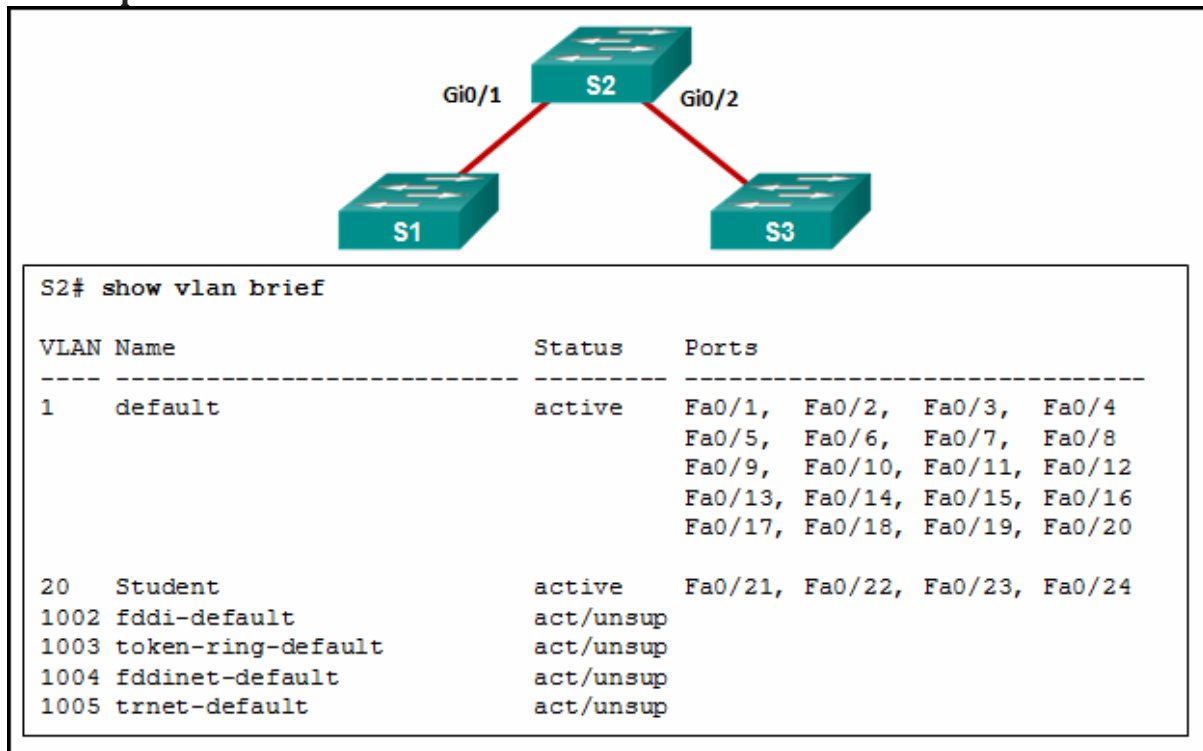 S2
Gi0/1
Gi0/2
S1
S3
S2# show vlan brief
VLAN Name Status Ports
---- --------------------------- --------- -------------------------------
1 default active Fa0/1, Fa0/2, Fa0/3, Fa0/4
Fa0/5, Fa0/6, Fa0/7, Fa0/8
Fa0/9, Fa0/10, Fa0/11, Fa0/12
Fa0/13, Fa0/14, Fa0/15, Fa0/16
Fa0/17, Fa0/18, Fa0/19, Fa0/20
20 Student active Fa0/21, Fa0/22, Fa0/23, Fa0/24
1002 fddi-default act/unsup
1003 token-ring-default act/unsup
1004 fddinet-default act/unsup
1005 trnet-default act/unsup